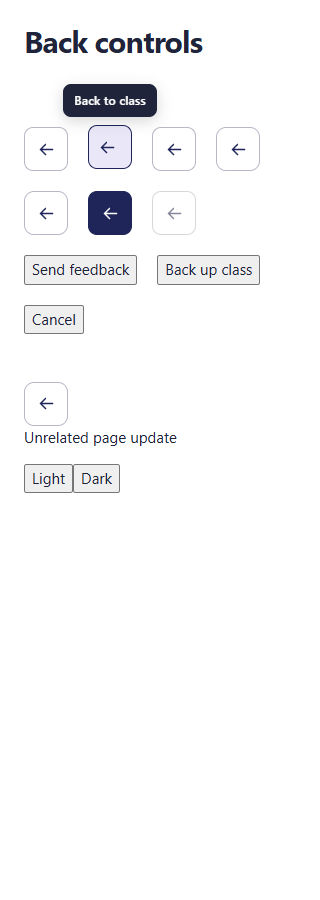 Back controls
Back to class
Send feedback Back up class
Cancel
Unrelated page update
Light Dark